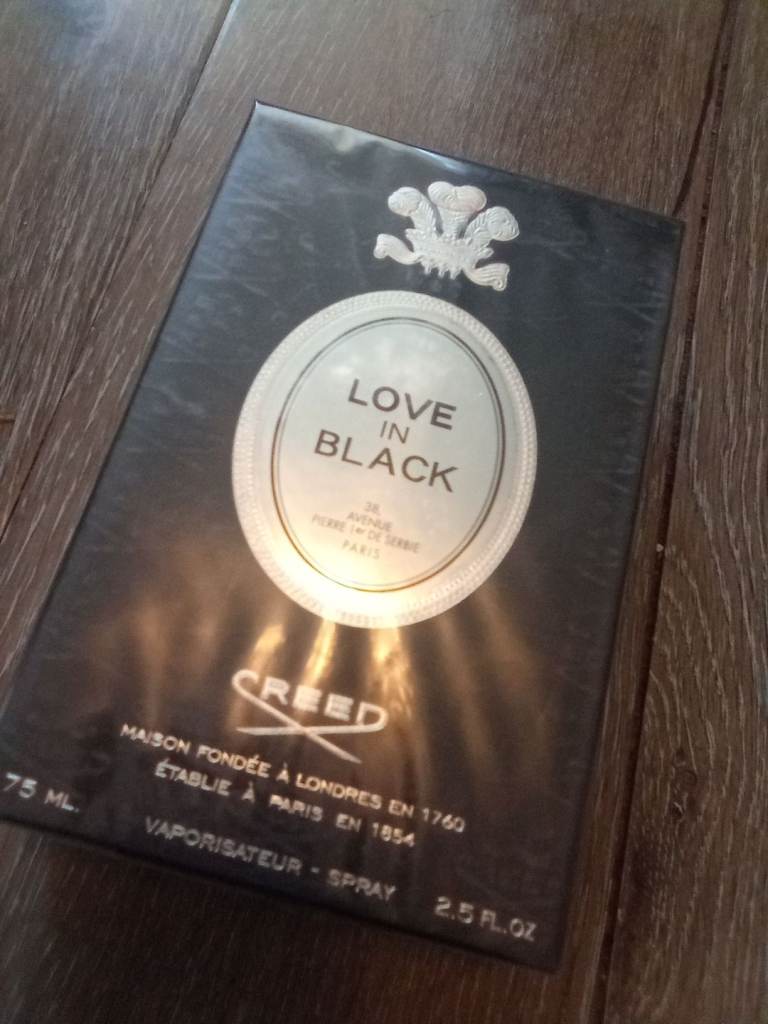 LOVE
IN
BLACK
38,
AVENUE
PIERRE 1er DE SERBIE
PARIS
CREED
MAISON FONDÉE À LONDRES EN 1760
ÉTABLIE À PARIS EN 1854
75 ML.
VAPORISATEUR - SPRAY
2.5 FL.OZ